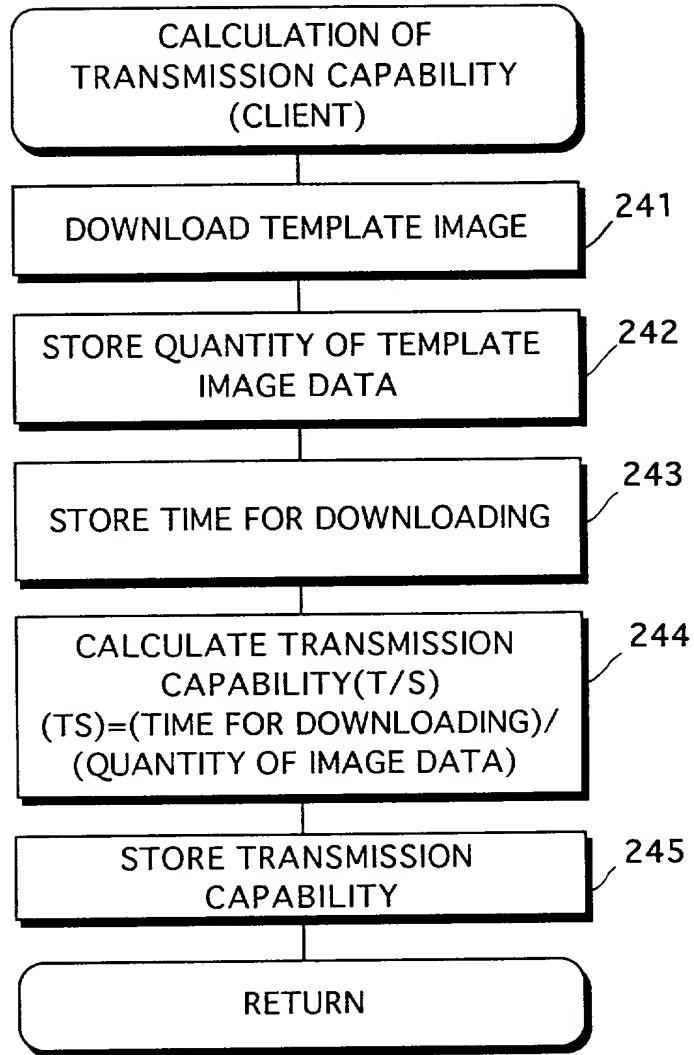 CALCULATION OF
TRANSMISSION CAPABILITY
(CLIENT)
DOWNLOAD TEMPLATE IMAGE
241
STORE QUANTITY OF TEMPLATE
IMAGE DATA
242
STORE TIME FOR DOWNLOADING
243
CALCULATE TRANSMISSION
CAPABILITY(T/S)
(TS)=(TIME FOR DOWNLOADING)/
(QUANTITY OF IMAGE DATA)
244
STORE TRANSMISSION
CAPABILITY
245
RETURN